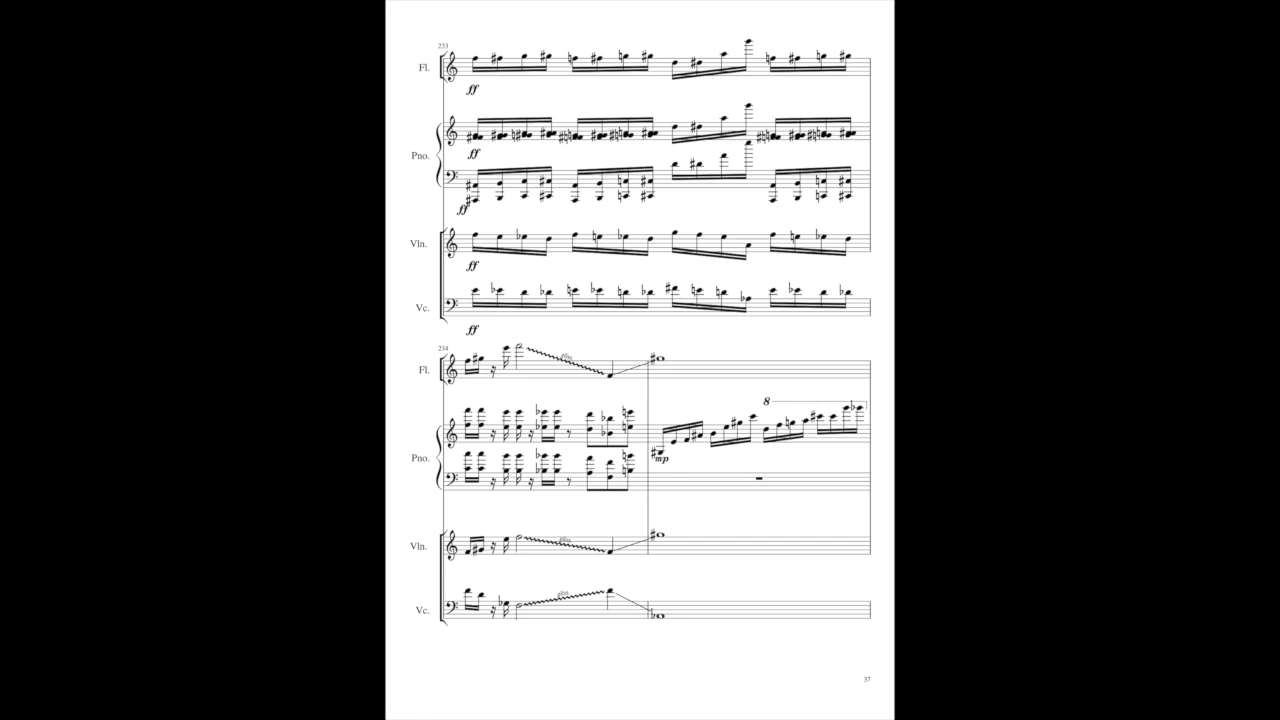 233
Fl.
ff
Pno.
ff
ff
Vln.
ff
Vc.
ff
234
Fl.
gliss.
8
Pno.
mp
Vln.
gliss.
Vc.
gliss.
37